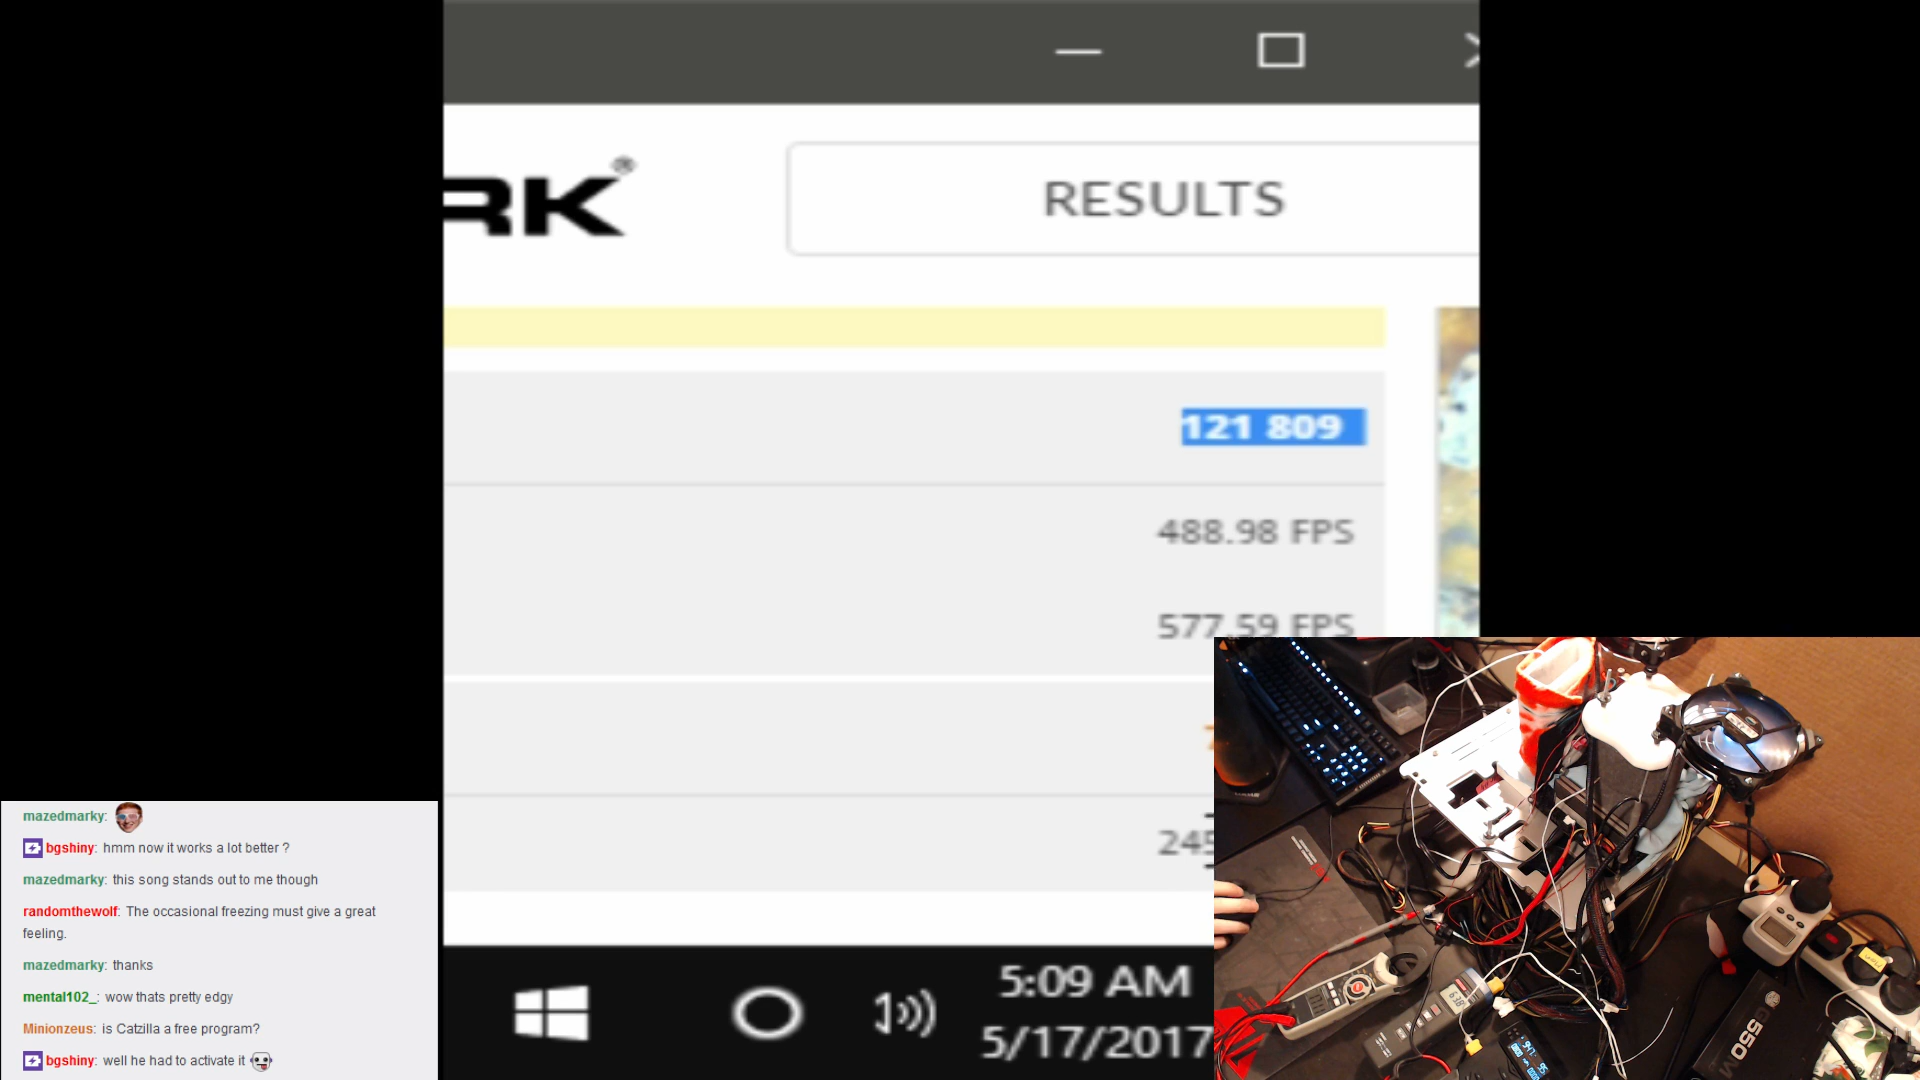 RK®
RESULTS
121 809
488.98 FPS
577.59 FPS
245
5:09 AM
5/17/2017
mazedmarky:
bgshiny: hmm now it works a lot better ?
mazedmarky: this song stands out to me though
randomthewolf: The occasional freezing must give a great
feeling.
mazedmarky: thanks
mental102_: wow thats pretty edgy
Minionzeus: is Catzilla a free program?
bgshiny: well he had to activate it
550